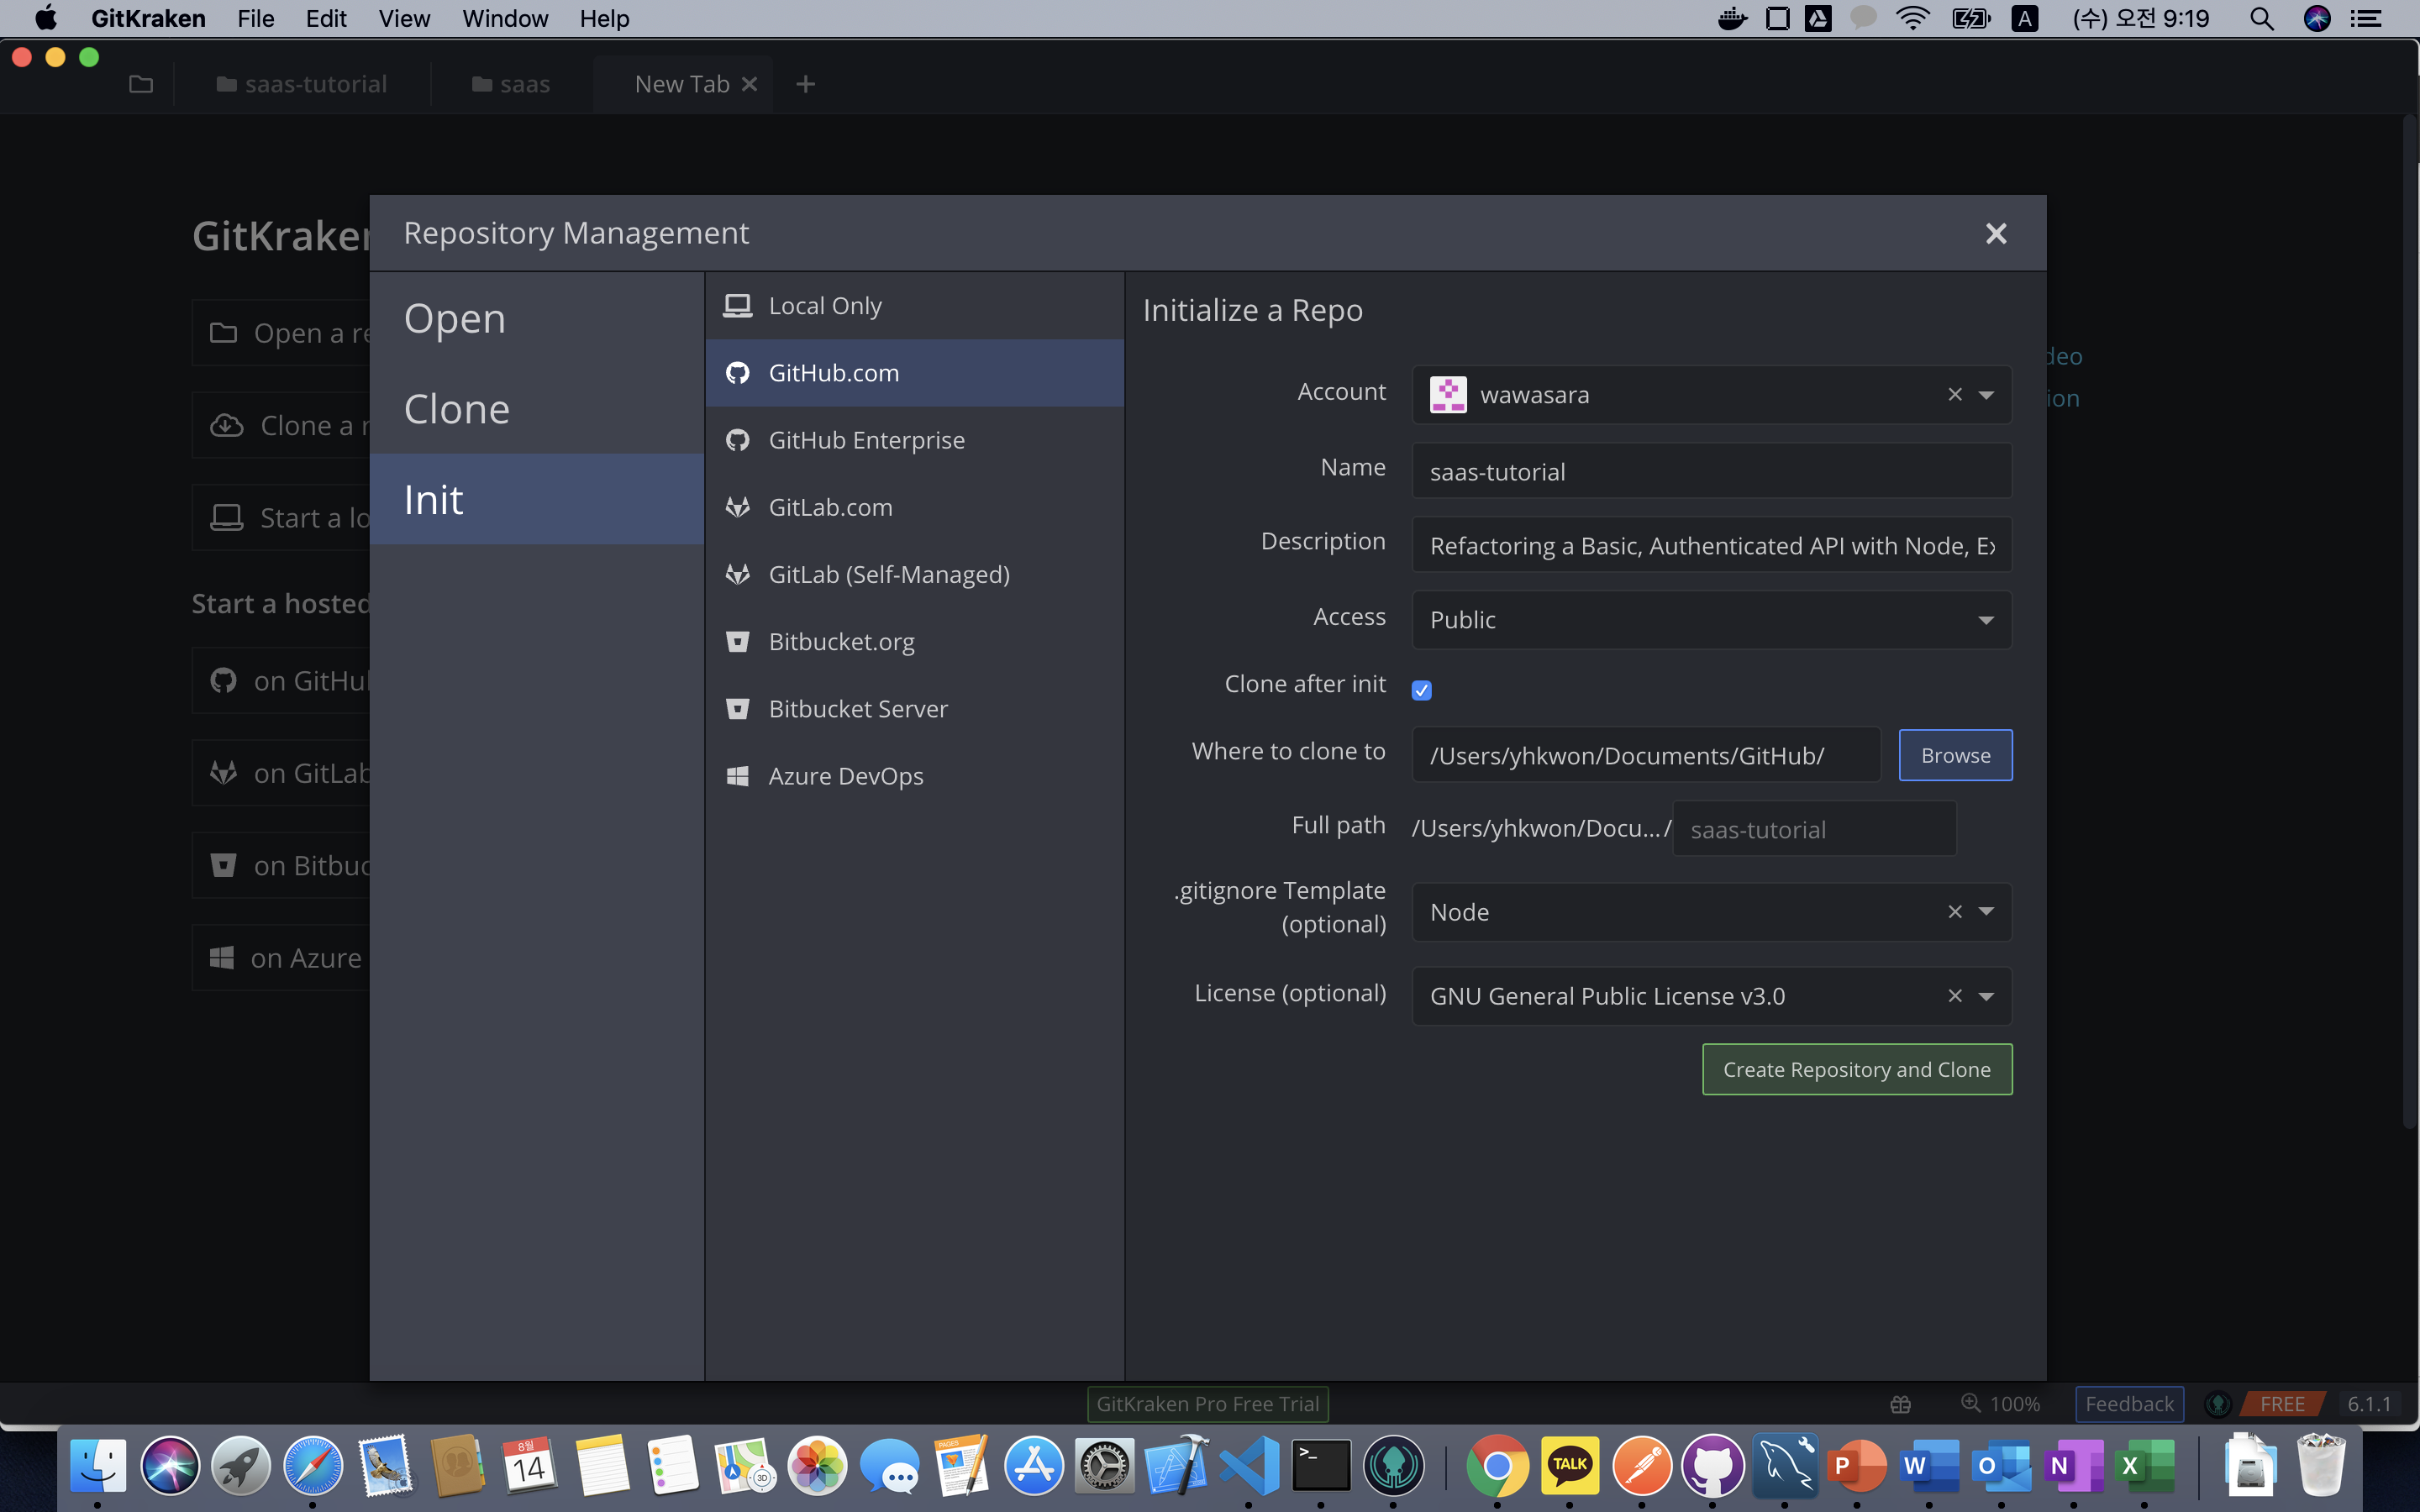 GitKraken File Edit View Window Help
A (수) 오전 9:19
saas-tutorial saas New Tab
GitKraken
Open a re
Clone a r
Start a lo
Start a hosted
on GitHu
on GitLab
on Bitbuc
on Azure
deo
ion
Repository Management
Open
Clone
Init
Local Only
GitHub.com
GitHub Enterprise
GitLab.com
GitLab (Self-Managed)
Bitbucket.org
Bitbucket Server
Azure DevOps
Initialize a Repo
Account wawasara
Name saas-tutorial
Description Refactoring a Basic, Authenticated API with Node, Ex
Access Public
Clone after init
Where to clone to /Users/yhkwon/Documents/GitHub/ Browse
Full path /Users/yhkwon/Docu... / saas-tutorial
.gitignore Template
(optional) Node
License (optional) GNU General Public License v3.0
Create Repository and Clone
GitKraken Pro Free Trial 100% Feedback FREE 6.1.1
8월
14
PAGES
3D
>_
TALK
P W O N X